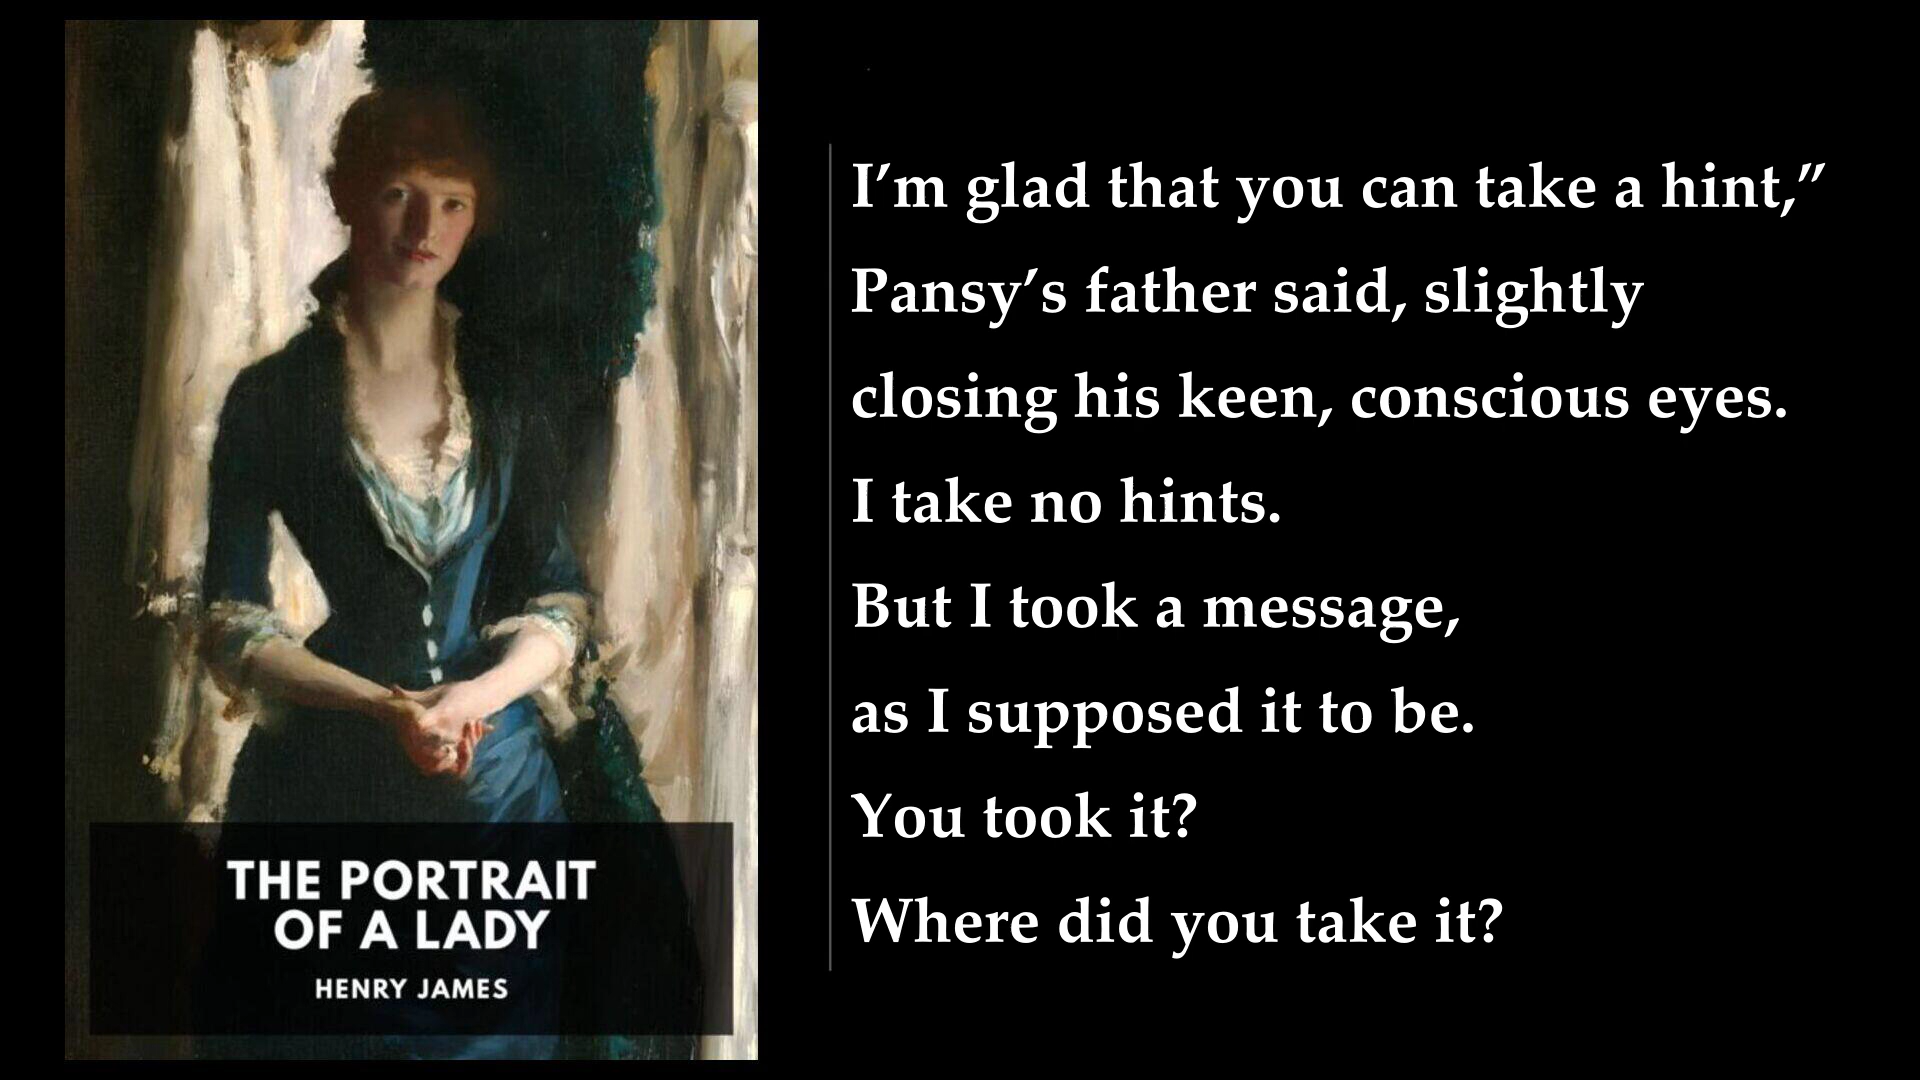 THE PORTRAIT
OF A LADY
HENRY JAMES
I’m glad that you can take a hint,”
Pansy’s father said, slightly
closing his keen, conscious eyes.
I take no hints.
But I took a message,
as I supposed it to be.
You took it?
Where did you take it?